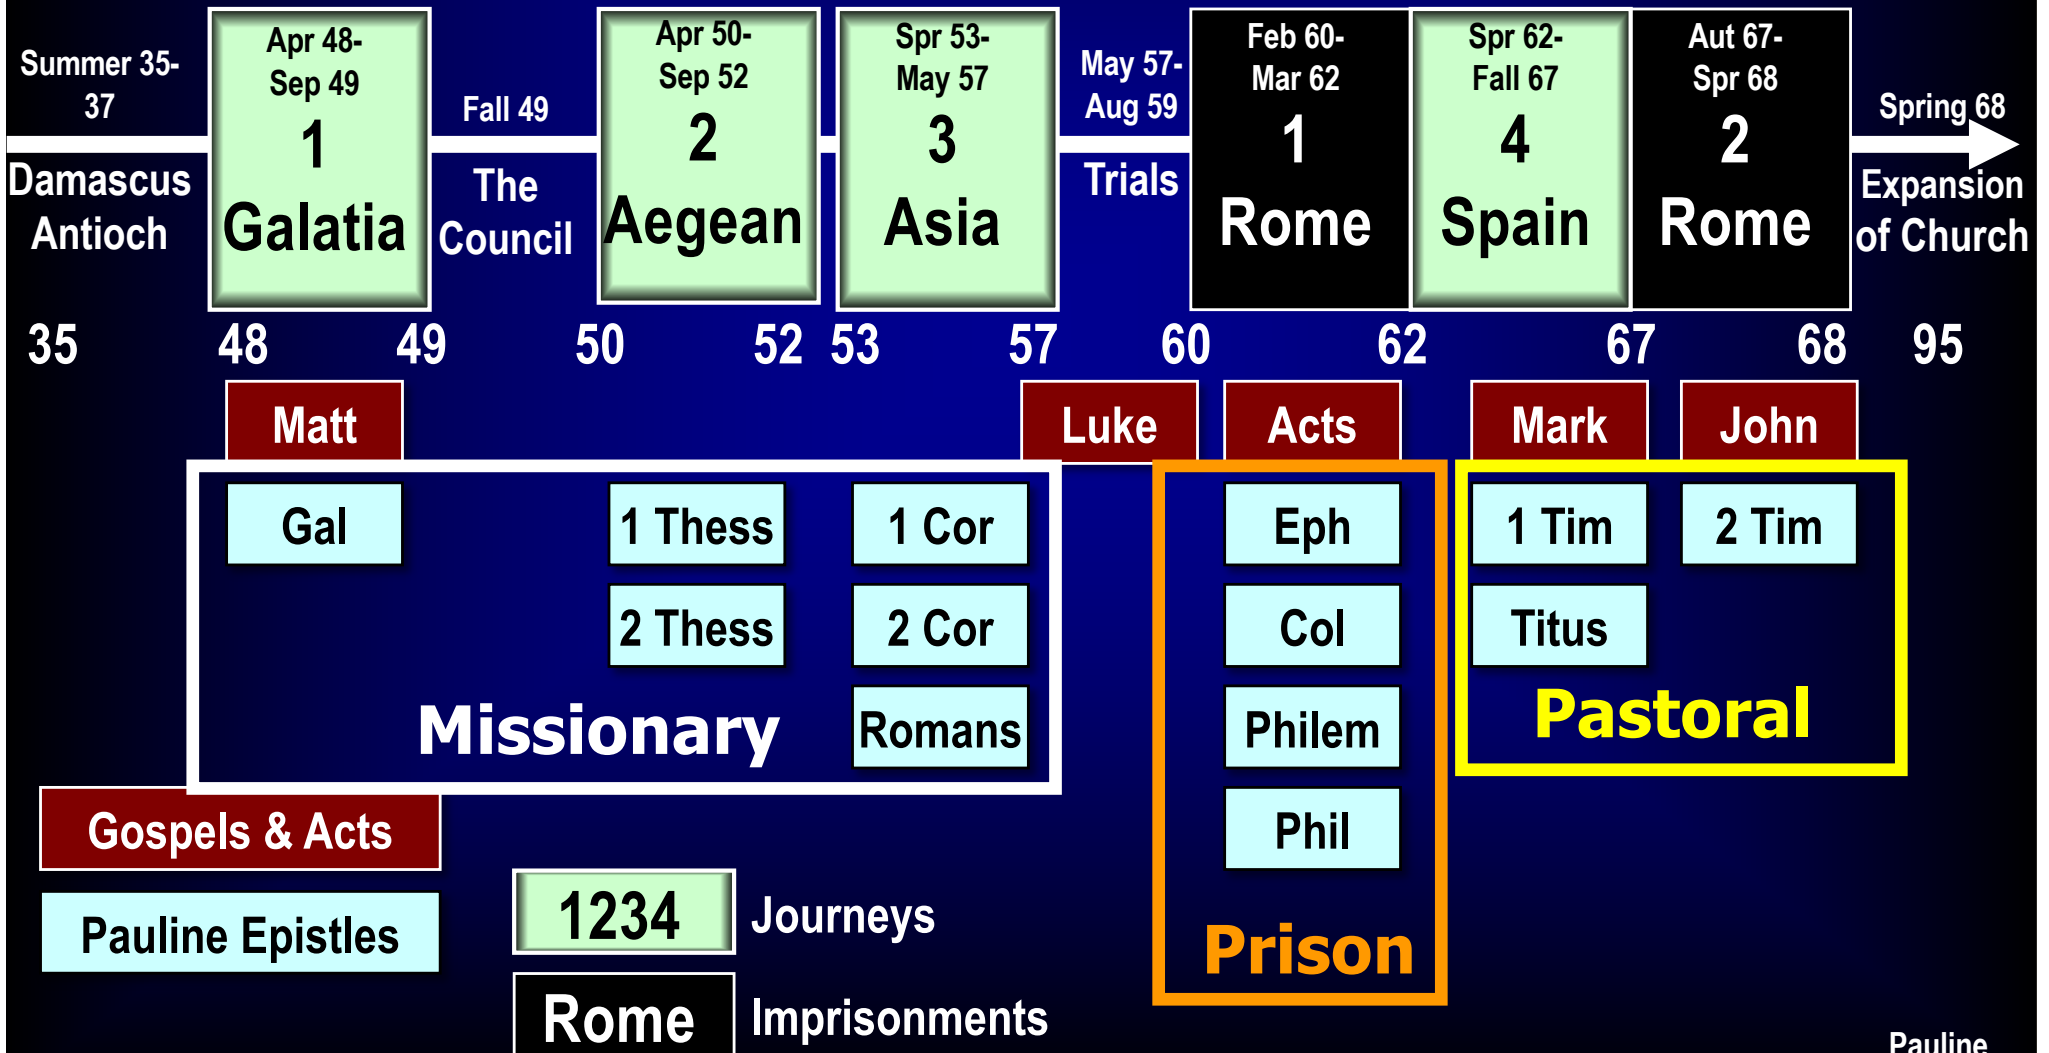 Summer 35-
37
Damascus
Antioch
Apr 48-
Sep 49
1
Galatia
Fall 49
The
Council
Apr 50-
Sep 52
2
Aegean
Spr 53-
May 57
3
Asia
May 57-
Aug 59
Trials
Feb 60-
Mar 62
1
Rome
Spr 62-
Fall 67
4
Spain
Aut 67-
Spr 68
2
Rome
Spring 68
Expansion
of Church
35 48 49 50 52 53 57 60 62 67 68 95
Matt Luke Acts Mark John
Gal 1 Thess 1 Cor Eph 1 Tim 2 Tim
2 Thess 2 Cor Col Titus
Missionary Romans Philem Pastoral
Gospels & Acts Phil
Pauline Epistles 1234 Journeys Prison
Rome Imprisonments
Pauline